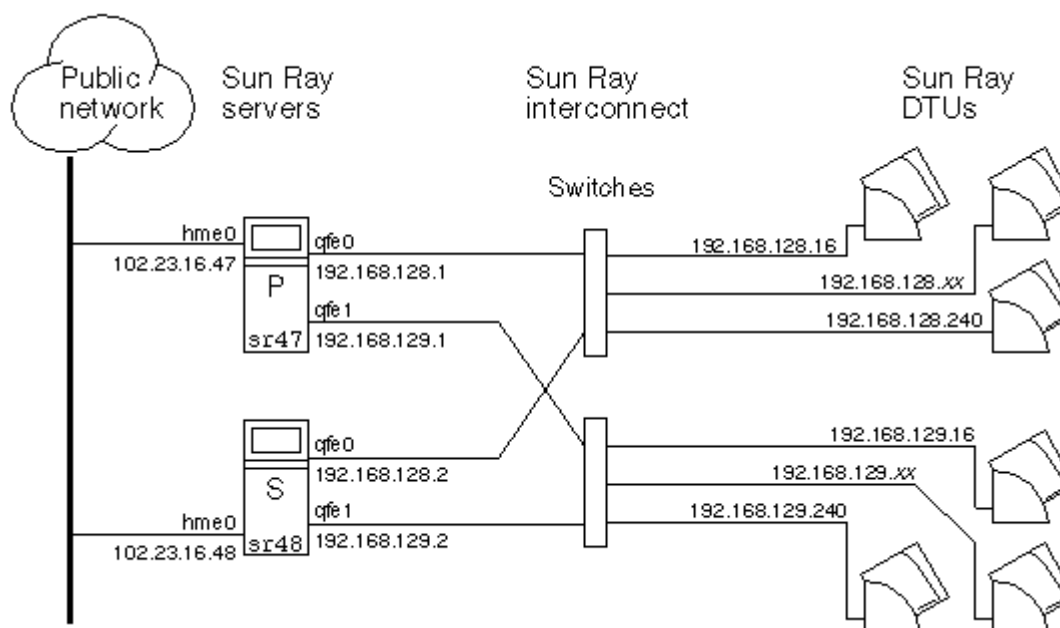 Public
network
Sun Ray
servers
Sun Ray
interconnect
Sun Ray
DTUs
Switches
hme0
102.23.16.47
P
sr47
qfe0
192.168.128.1
qfe1
192.168.129.1
192.168.128.16
192.168.128.xx
192.168.128.240
hme0
102.23.16.48
S
sr48
qfe0
192.168.128.2
qfe1
192.168.129.2
192.168.129.16
192.168.129.xx
192.168.129.240